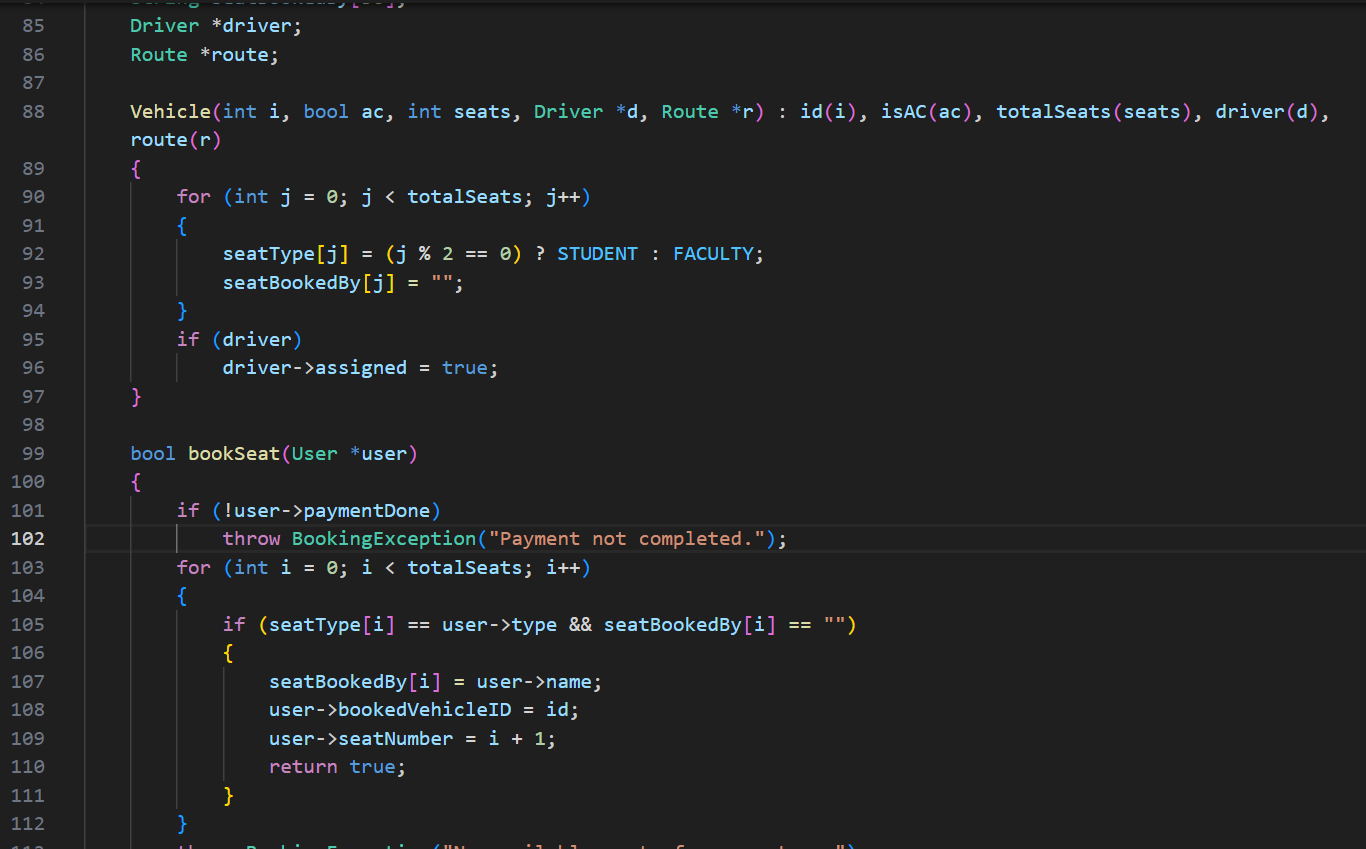 85 Driver *driver;
86 Route *route;
87
88 Vehicle(int i, bool ac, int seats, Driver *d, Route *r) : id(i), isAC(ac), totalSeats(seats), driver(d),
route(r)
89 {
90 for (int j = 0; j < totalSeats; j++)
91 {
92 seatType[j] = (j % 2 == 0) ? STUDENT : FACULTY;
93 seatBookedBy[j] = "";
94 }
95 if (driver)
96 driver->assigned = true;
97 }
98
99 bool bookSeat(User *user)
100 {
101 if (!user->paymentDone)
102 throw BookingException("Payment not completed.");
103 for (int i = 0; i < totalSeats; i++)
104 {
105 if (seatType[i] == user->type && seatBookedBy[i] == "")
106 {
107 seatBookedBy[i] = user->name;
108 user->bookedVehicleID = id;
109 user->seatNumber = i + 1;
110 return true;
111 }
112 }